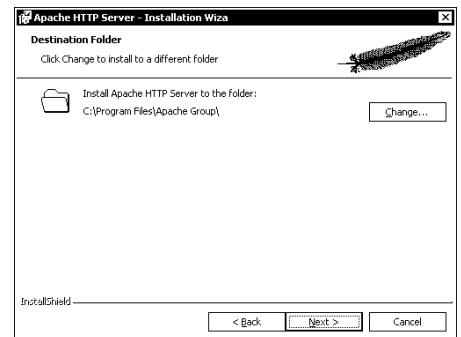 Apache HTTP Server - Installation Wiza
Destination Folder
Click Change to install to a different folder
Install Apache HTTP Server to the folder:
C:\Program Files\Apache Group\
Change...
InstallShield
< Back
Next >
Cancel